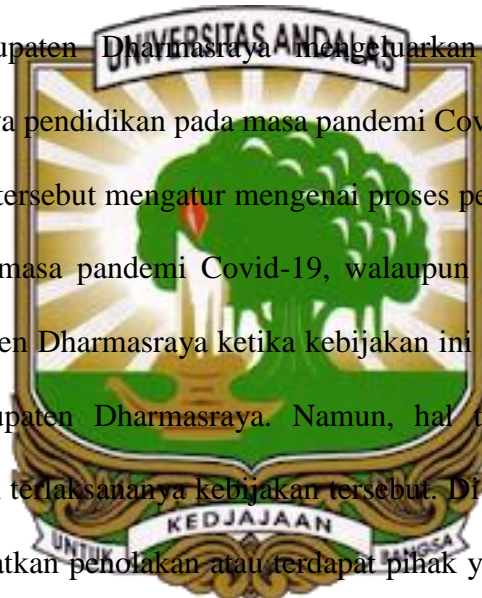 UNIVERSITAS ANDALAS
upaten Dharmasraya mengeluarkan
a pendidikan pada masa pandemi Cov
tersebut mengatur mengenai proses pe
masa pandemi Covid-19, walaupun
en Dharmasraya ketika kebijakan ini
upaten Dharmasraya. Namun, hal t
terlaksananya kebijakan tersebut. Di
KEDJAJAAN
UNTUK BANGSA
atkan penolakan atau terdapat pihak y